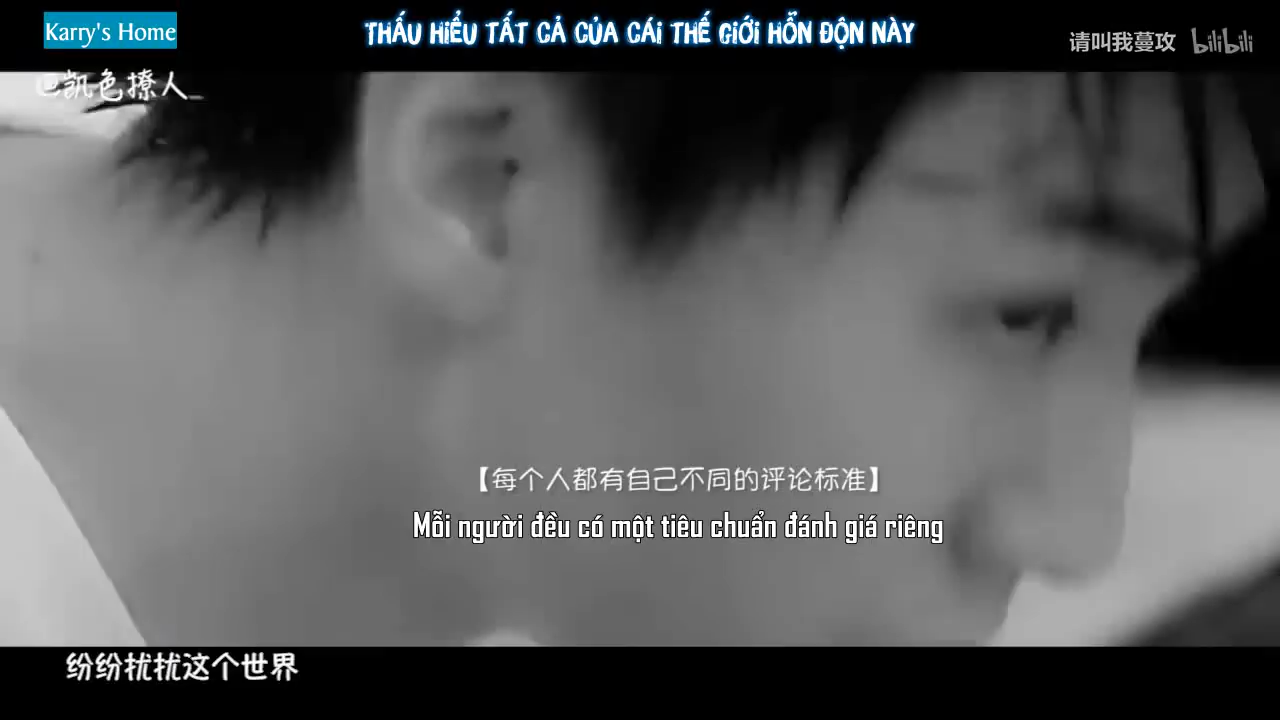 Karry's Home
THẤU HIỂU TẤT CẢ CỦA CÁI THẾ GIỚI HỖN ĐỘN NÀY
请叫我蔓攻 bilibili
@凯色撩人_
【每个人都有自己不同的评论标准】
Mỗi người đều có một tiêu chuẩn đánh giá riêng
纷纷扰扰这个世界